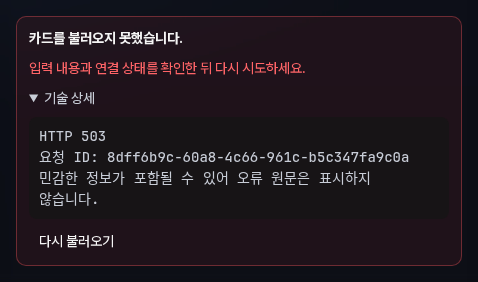 카드를 불러오지 못했습니다.
입력 내용과 연결 상태를 확인한 뒤 다시 시도하세요.
▼ 기술 상세
HTTP 503
요청 ID: 8dff6b9c-60a8-4c66-961c-b5c347fa9c0a
민감한 정보가 포함될 수 있어 오류 원문은 표시하지
않습니다.
다시 불러오기